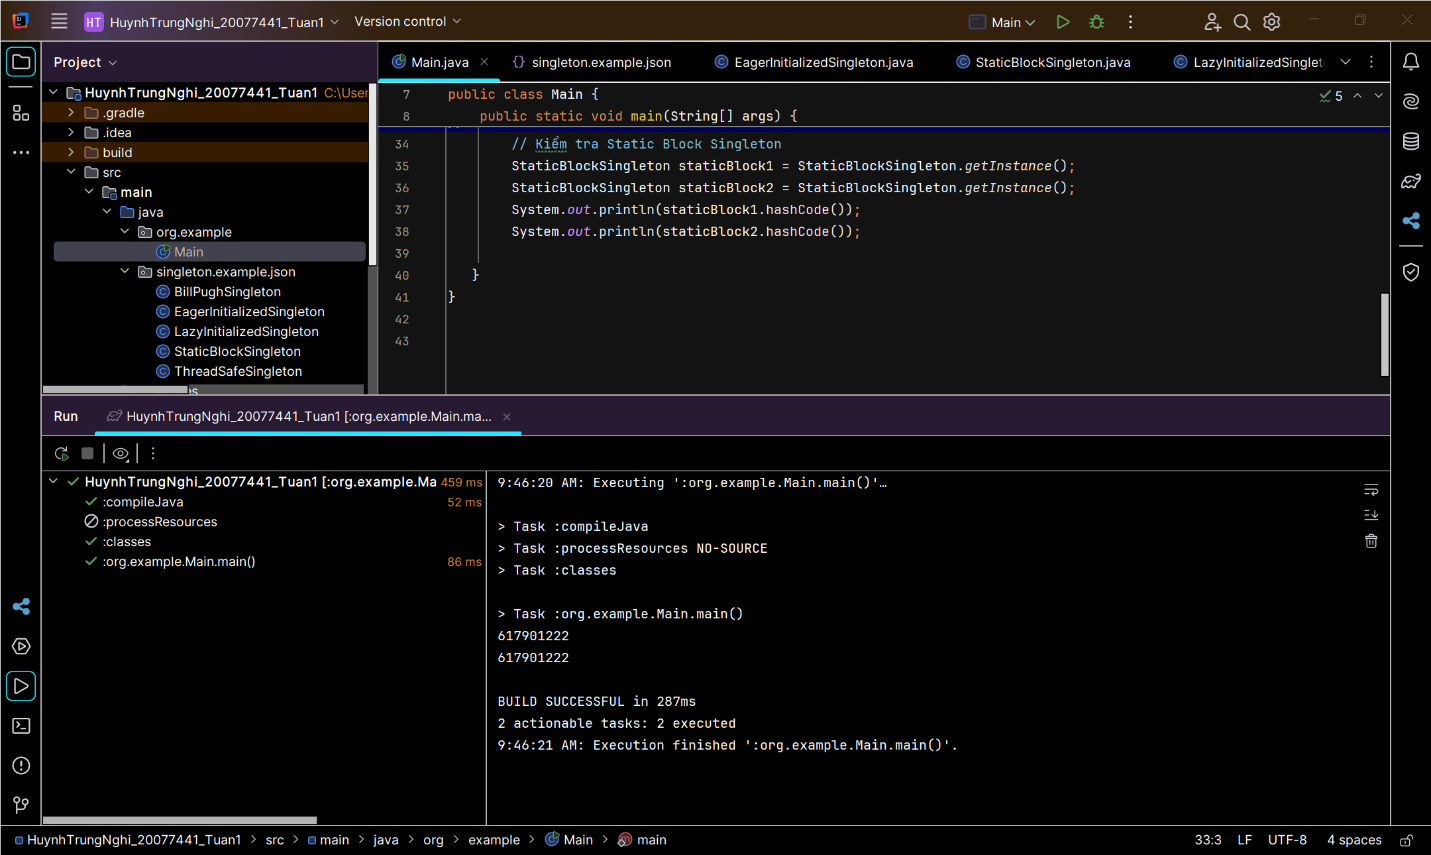 HT HuynhTrungNghi_20077441_Tuan1 Version control Main
Project
HuynhTrungNghi_20077441_Tuan1 C:\User
.gradle
.idea
build
src
main
java
org.example
Main
singleton.example.json
BillPughSingleton
EagerInitializedSingleton
LazyInitializedSingleton
StaticBlockSingleton
ThreadSafeSingleton
Main.java singleton.example.json EagerInitializedSingleton.java StaticBlockSingleton.java LazyInitializedSinglet
7 public class Main { 5
8 public static void main(String[] args) {
34 // Kiểm tra Static Block Singleton
35 StaticBlockSingleton staticBlock1 = StaticBlockSingleton.getInstance();
36 StaticBlockSingleton staticBlock2 = StaticBlockSingleton.getInstance();
37 System.out.println(staticBlock1.hashCode());
38 System.out.println(staticBlock2.hashCode());
39
40 }
41 }
42
43
Run HuynhTrungNghi_20077441_Tuan1 [:org.example.Main.ma...
HuynhTrungNghi_20077441_Tuan1 [:org.example.Ma 459 ms
:compileJava 52 ms
:processResources
:classes
:org.example.Main.main() 86 ms
9:46:20 AM: Executing ':org.example.Main.main()'…
> Task :compileJava
> Task :processResources NO-SOURCE
> Task :classes
> Task :org.example.Main.main()
617901222
617901222
BUILD SUCCESSFUL in 287ms
2 actionable tasks: 2 executed
9:46:21 AM: Execution finished ':org.example.Main.main()'.
HuynhTrungNghi_20077441_Tuan1 > src > main > java > org > example > Main > main 33:3 LF UTF-8 4 spaces